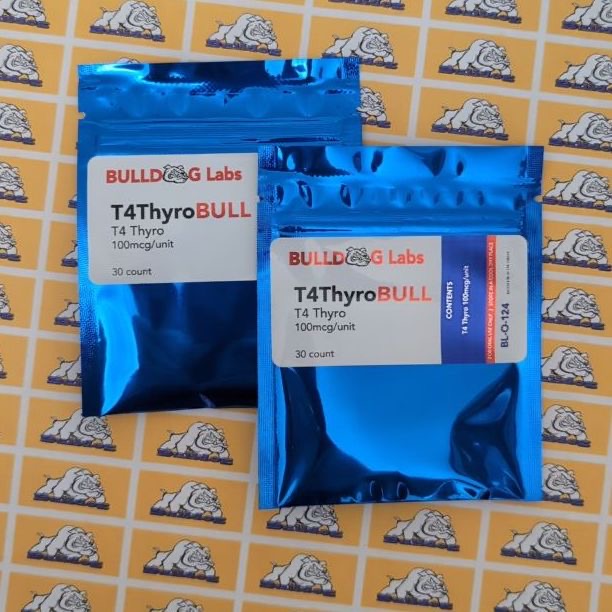 BULLDOG Labs
T4ThyroBULL
T4 Thyro
100mcg/unit
30 count
BULLDOG Labs
T4ThyroBULL
T4 Thyro
100mcg/unit
30 count
CONTENTS
T4 Thyro 100mcg/unit
BL-O-124